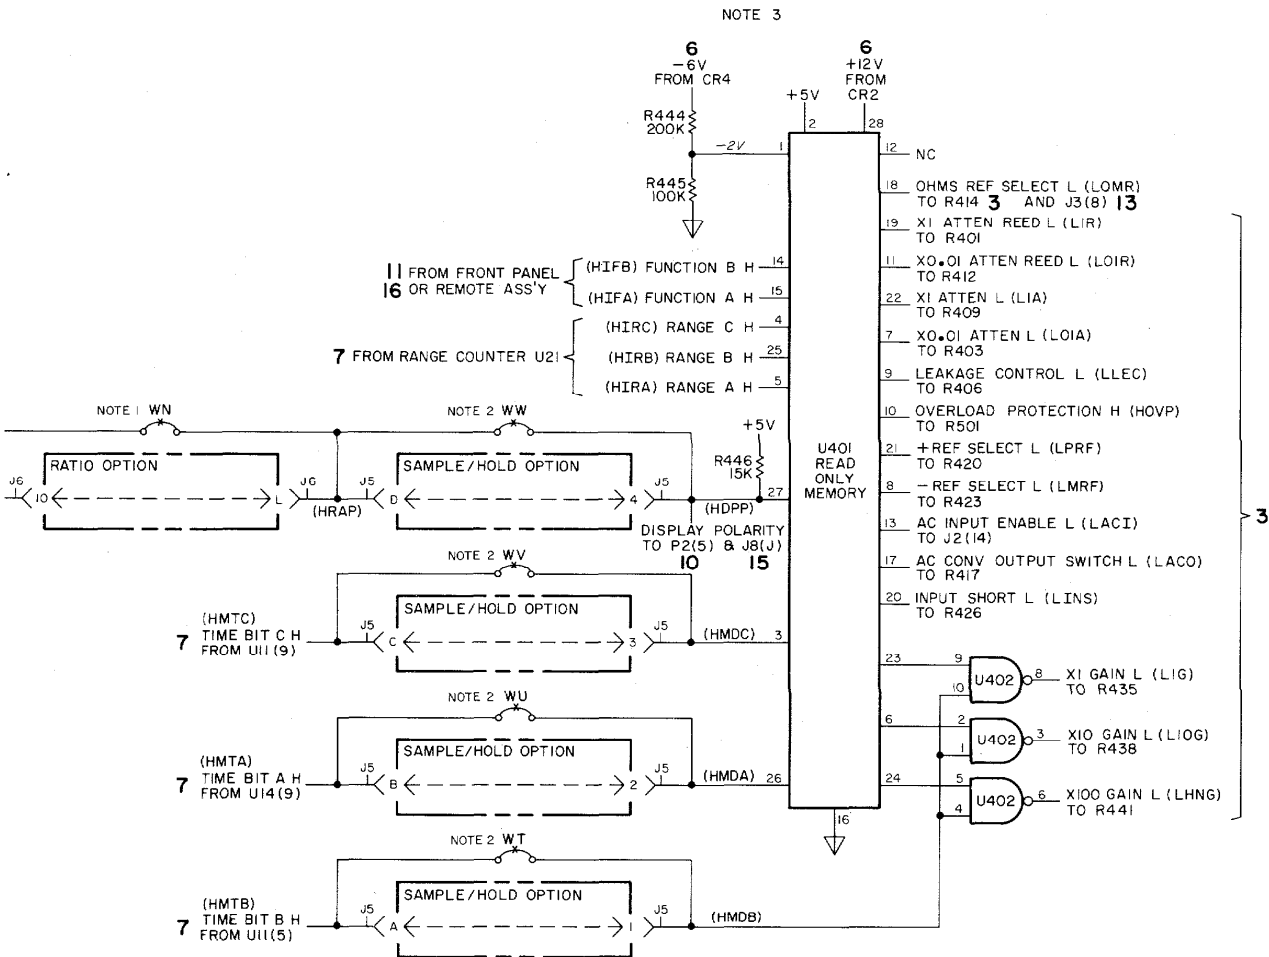 NOTE 3
6
-6V
FROM CR4
6
+12V
FROM
CR2
+5V
2
28
R444
200K
-2V
1
R445
100K
12 NC
18 OHMS REF SELECT L (LOMR)
TO R414 3 AND J3(8) 13
19 X1 ATTEN REED L (LIR)
TO R401
11 X0.01 ATTEN REED L (LOIR)
TO R412
22 X1 ATTEN L (LIA)
TO R409
7 X0.01 ATTEN L (LOIA)
TO R403
9 LEAKAGE CONTROL L (LLEC)
TO R406
10 OVERLOAD PROTECTION H (HOVP)
TO R501
21 +REF SELECT L (LPRF)
TO R420
8 -REF SELECT L (LMRF)
TO R423
13 AC INPUT ENABLE L (LACI)
TO J2(14)
17 AC CONV OUTPUT SWITCH L (LACO)
TO R417
20 INPUT SHORT L (LINS)
TO R426
3
11 FROM FRONT PANEL
16 OR REMOTE ASS'Y
(HIFB) FUNCTION B H 14
(HIFA) FUNCTION A H 15
7 FROM RANGE COUNTER U21
(HIRC) RANGE C H 4
(HIRB) RANGE B H 25
(HIRA) RANGE A H 5
U401
READ
ONLY
MEMORY
NOTE 1 WN
NOTE 2 WW
+5V
R446
15K
RATIO OPTION
J6
10
L
J6
(HRAP)
SAMPLE/HOLD OPTION
J5
D
4
J5
(HDPP)
27
DISPLAY POLARITY
TO P2(5) & J8(J)
10 15
NOTE 2 WV
SAMPLE/HOLD OPTION
(HMTC)
7 TIME BIT C H
FROM U11(9)
J5
C
3
J5
(HMDC)
3
NOTE 2 WU
SAMPLE/HOLD OPTION
(HMTA)
7 TIME BIT A H
FROM U14(9)
J5
B
2
J5
(HMDA)
26
16
NOTE 2 WT
SAMPLE/HOLD OPTION
(HMTB)
7 TIME BIT B H
FROM U11(5)
J5
A
1
J5
(HMDB)
23
9
10
U402
8
X1 GAIN L (LIG)
TO R435
6
2
1
U402
3
X10 GAIN L (LIOG)
TO R438
24
5
4
U402
6
X100 GAIN L (LHNG)
TO R441